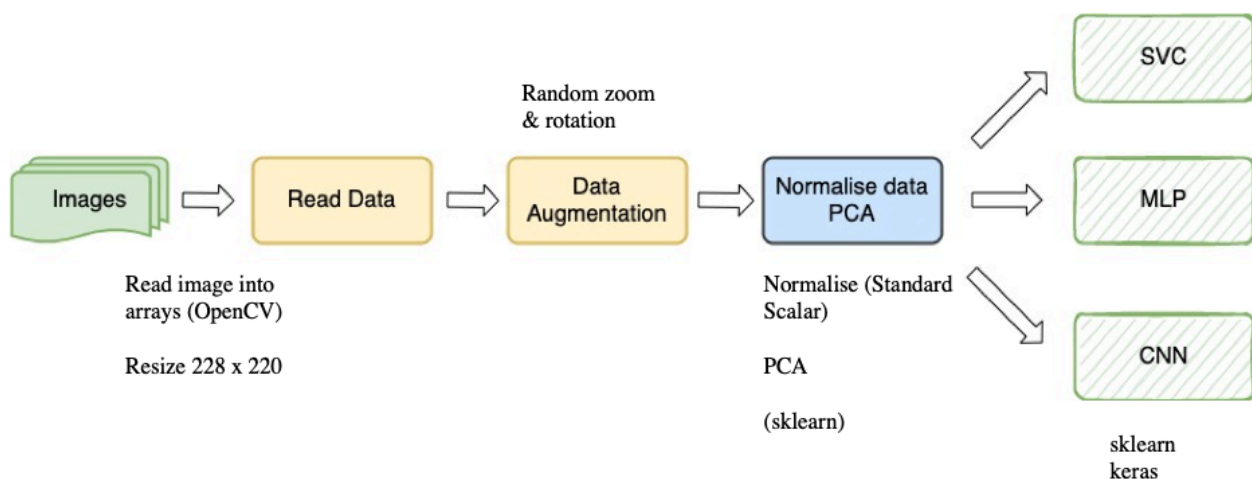 Images
Read Data
Random zoom
& rotation
Data
Augmentation
Normalise data
PCA
SVC
MLP
CNN
Read image into
arrays (OpenCV)
Resize 228 x 220
Normalise (Standard
Scalar)
PCA
(sklearn)
sklearn
keras